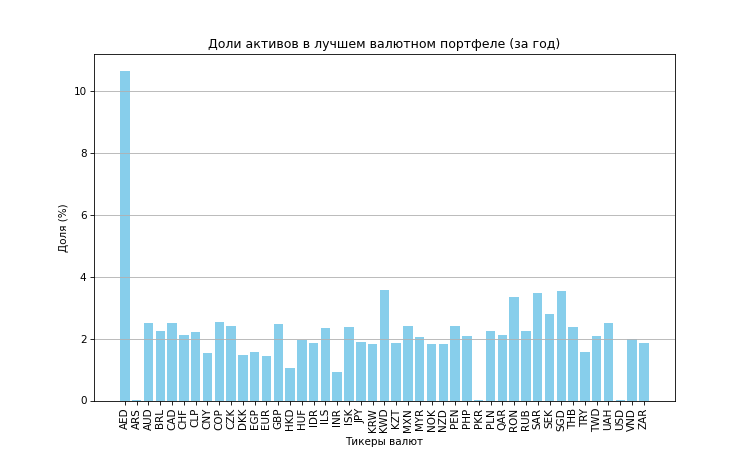 Доли активов в лучшем валютном портфеле (за год)
Доля (%)
10
8
6
4
2
0
AED ARS AUD BRL CAD CHF CLP CNY COP CZK DKK EGP EUR GBP HKD HUF IDR ILS INR ISK JPY KRW KWD KZT MXN MYR NOK NZD PEN PHP PKR PLN QAR RON RUB SAR SEK SGD THB TRY TWD UAH USD VND ZAR
Тикеры валют